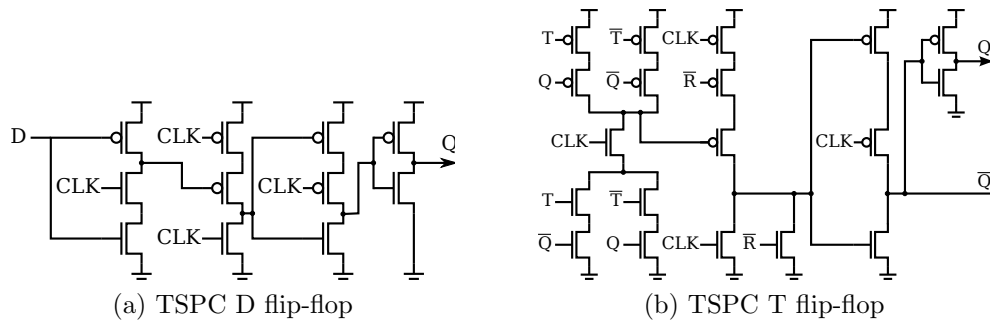 T
T̅
CLK
Q
Q
Q̅
R̅
D
CLK
Q
CLK
CLK
CLK
CLK
T
T̅
Q̅
CLK
Q̅
Q
CLK
R̅
(a) TSPC D flip-flop
(b) TSPC T flip-flop